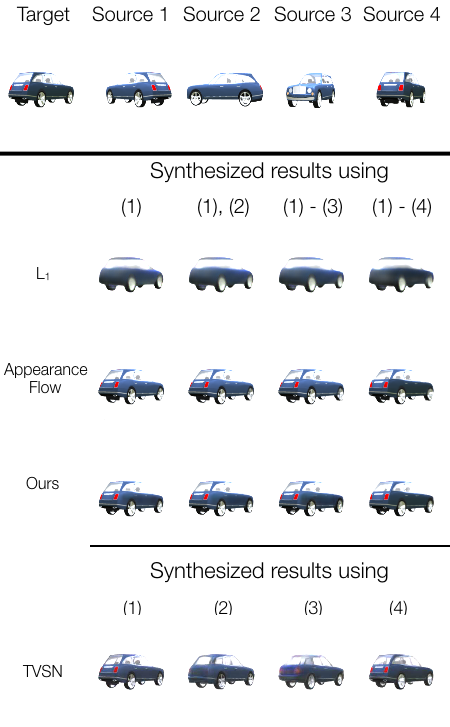 Target Source 1 Source 2 Source 3 Source 4
Synthesized results using
(1) (1), (2) (1) - (3) (1) - (4)
L₁
Appearance
Flow
Ours
Synthesized results using
(1) (2) (3) (4)
TVSN